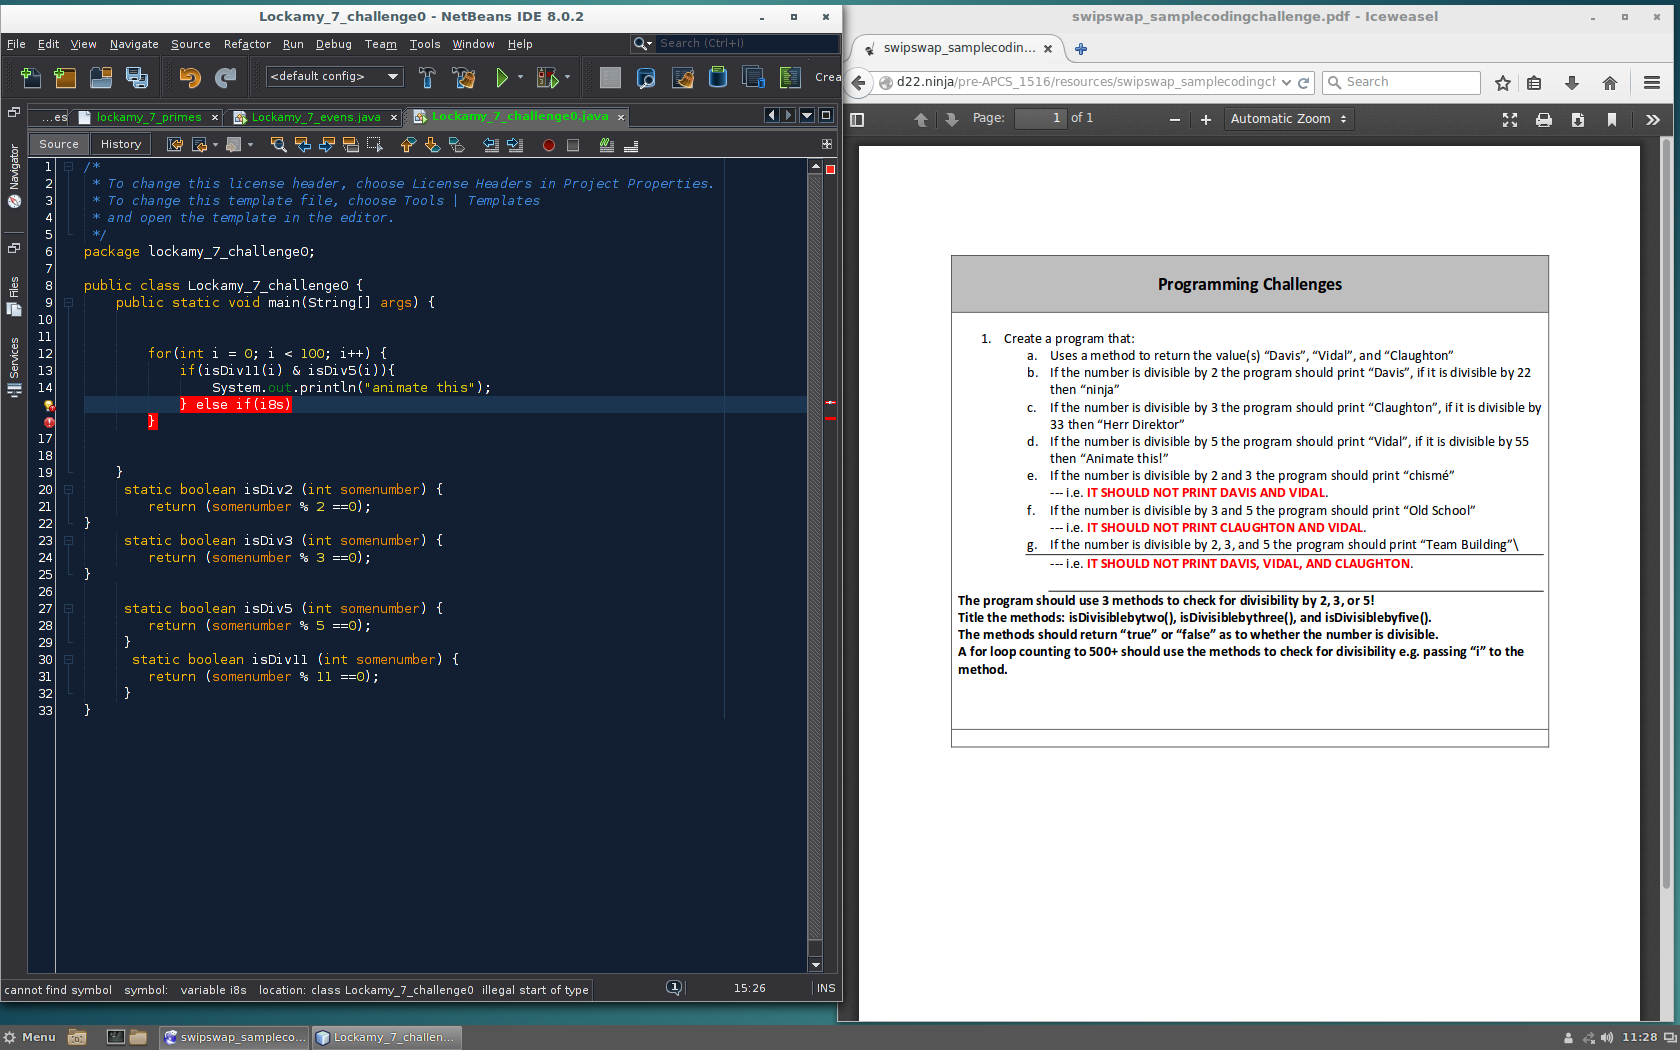 Lockamy_7_challenge0 - NetBeans IDE 8.0.2
File Edit View Navigate Source Refactor Run Debug Team Tools Window Help
Search (Ctrl+I)
<default config>
Crea
...es lockamy_7_primes Lockamy_7_evens.java Lockamy_7_challenge0.java
Source History
Navigator
Files
Services
1 /*
2 * To change this license header, choose License Headers in Project Properties.
3 * To change this template file, choose Tools | Templates
4 * and open the template in the editor.
5 */
6 package lockamy_7_challenge0;
7
8 public class Lockamy_7_challenge0 {
9 public static void main(String[] args) {
10
11
12 for(int i = 0; i < 100; i++) {
13 if(isDiv11(i) & isDiv5(i)){
14 System.out.println("animate this");
} else if(i8s)
}
17
18
19 }
20 static boolean isDiv2 (int somenumber) {
21 return (somenumber % 2 ==0);
22 }
23 static boolean isDiv3 (int somenumber) {
24 return (somenumber % 3 ==0);
25 }
26
27 static boolean isDiv5 (int somenumber) {
28 return (somenumber % 5 ==0);
29 }
30 static boolean isDiv11 (int somenumber) {
31 return (somenumber % 11 ==0);
32 }
33 }
cannot find symbol symbol: variable i8s location: class Lockamy_7_challenge0 illegal start of type
1
15:26
INS
swipswap_samplecodingchallenge.pdf - Iceweasel
swipswap_samplecodin...
d22.ninja/pre-APCS_1516/resources/swipswap_samplecodingcl
Search
Page: 1 of 1
Automatic Zoom
Programming Challenges
1. Create a program that:
a. Uses a method to return the value(s) “Davis”, “Vidal”, and “Claughton”
b. If the number is divisible by 2 the program should print “Davis”, if it is divisible by 22
then “ninja”
c. If the number is divisible by 3 the program should print “Claughton”, if it is divisible by
33 then “Herr Direktor”
d. If the number is divisible by 5 the program should print “Vidal”, if it is divisible by 55
then “Animate this!”
e. If the number is divisible by 2 and 3 the program should print “chismé”
--- i.e. IT SHOULD NOT PRINT DAVIS AND VIDAL.
f. If the number is divisible by 3 and 5 the program should print “Old School”
--- i.e. IT SHOULD NOT PRINT CLAUGHTON AND VIDAL.
g. If the number is divisible by 2, 3, and 5 the program should print “Team Building”\
--- i.e. IT SHOULD NOT PRINT DAVIS, VIDAL, AND CLAUGHTON.
The program should use 3 methods to check for divisibility by 2, 3, or 5!
Title the methods: isDivisiblebytwo(), isDivisiblebythree(), and isDivisiblebyfive().
The methods should return “true” or “false” as to whether the number is divisible.
A for loop counting to 500+ should use the methods to check for divisibility e.g. passing “i” to the
method.
Menu
swipswap_sampleco...
Lockamy_7_challen...
11:28